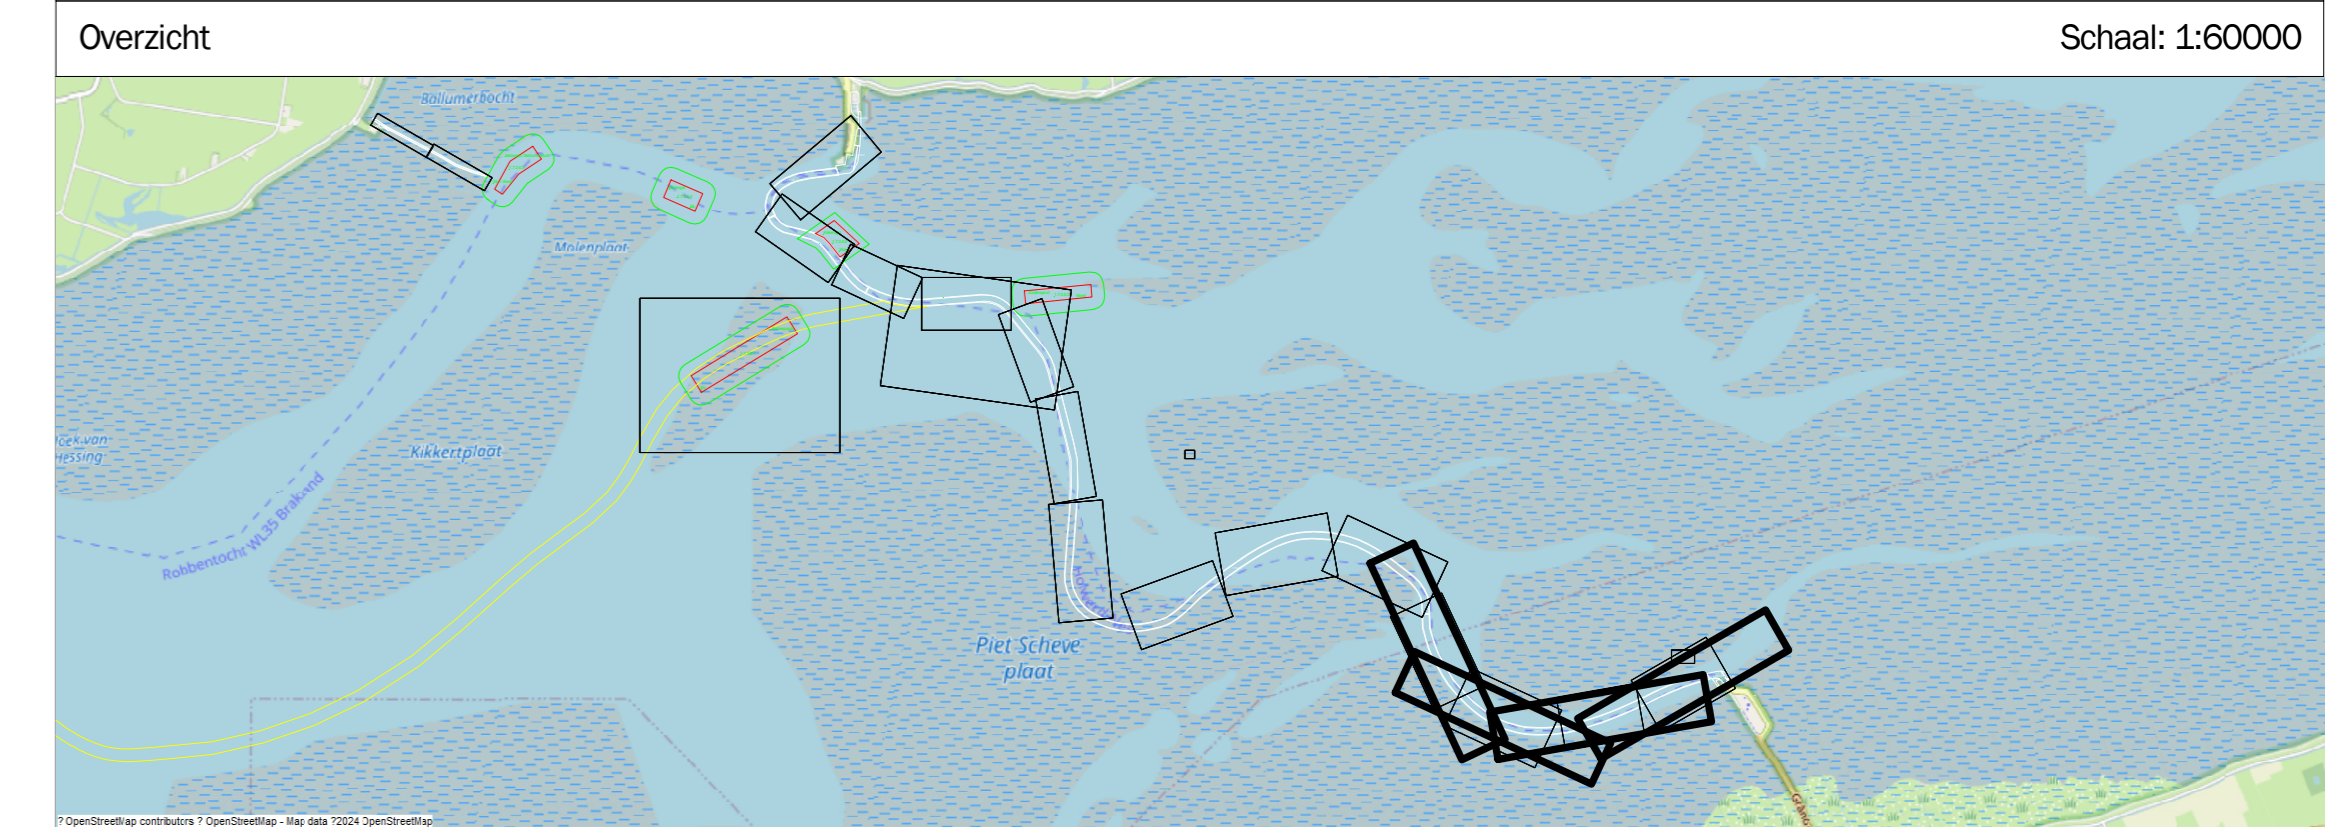 Overzicht
Schaal: 1:60000
Ballumerbocht
Molenplaat
Kikkertplaat
Hessing
Robbentocht WL35 Brakzand
Piet Scheve
plaat
? OpenStreetMap contributors ? OpenStreetMap - Map data ?2024 OpenStreetMap